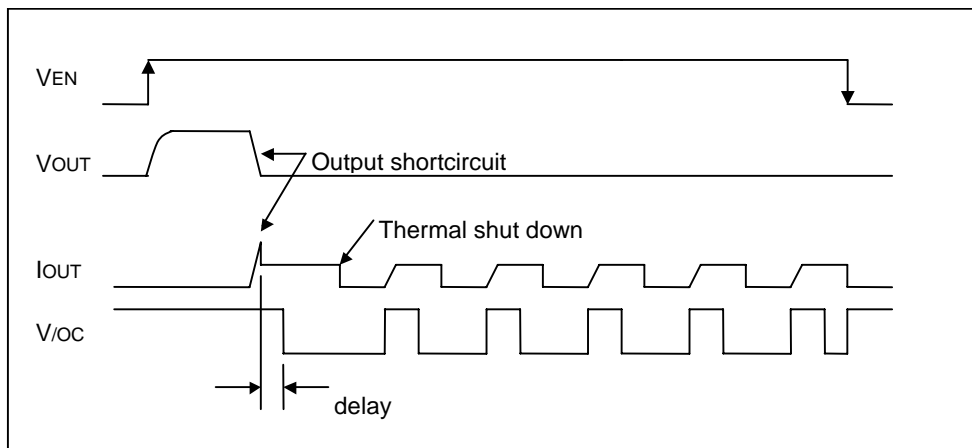 VEN
VOUT
Output shortcircuit
Thermal shut down
IOUT
V/OC
delay